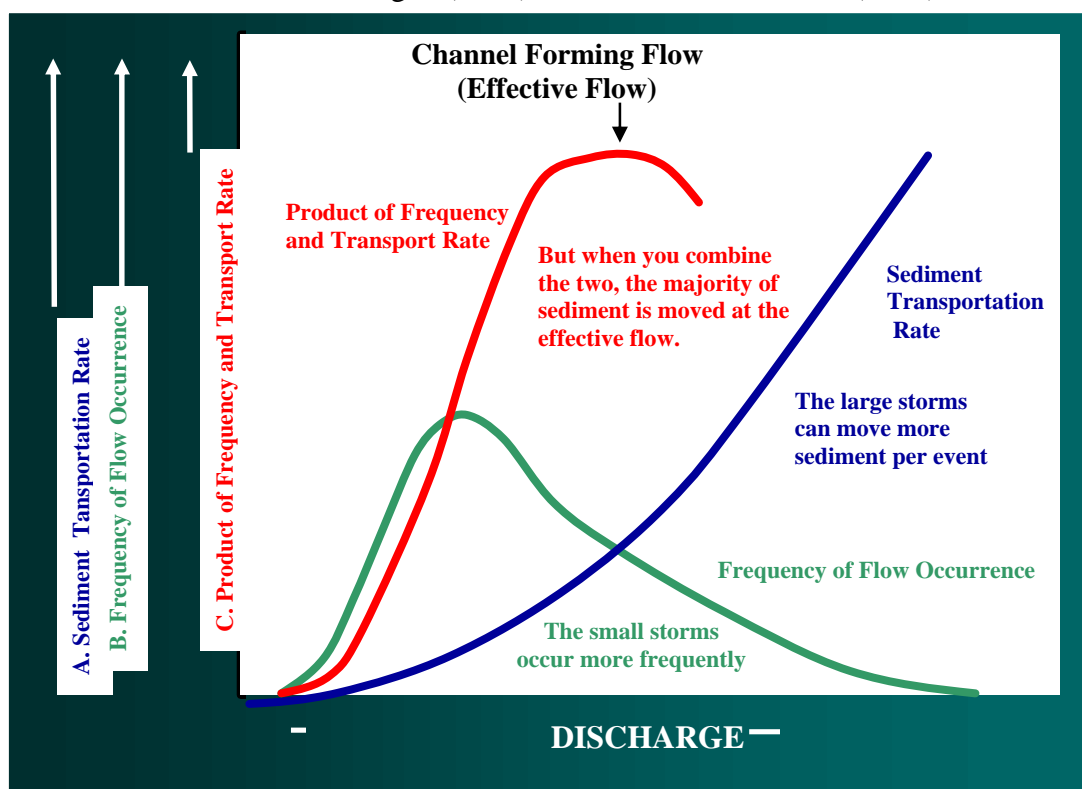 Channel Forming Flow
(Effective Flow)
A. Sediment Tansportation Rate
B. Frequency of Flow Occurrence
C. Product of Frequency and Transport Rate
Product of Frequency
and Transport Rate
But when you combine
the two, the majority of
sediment is moved at the
effective flow.
Sediment
Transportation
Rate
The large storms
can move more
sediment per event
Frequency of Flow Occurrence
The small storms
occur more frequently
DISCHARGE